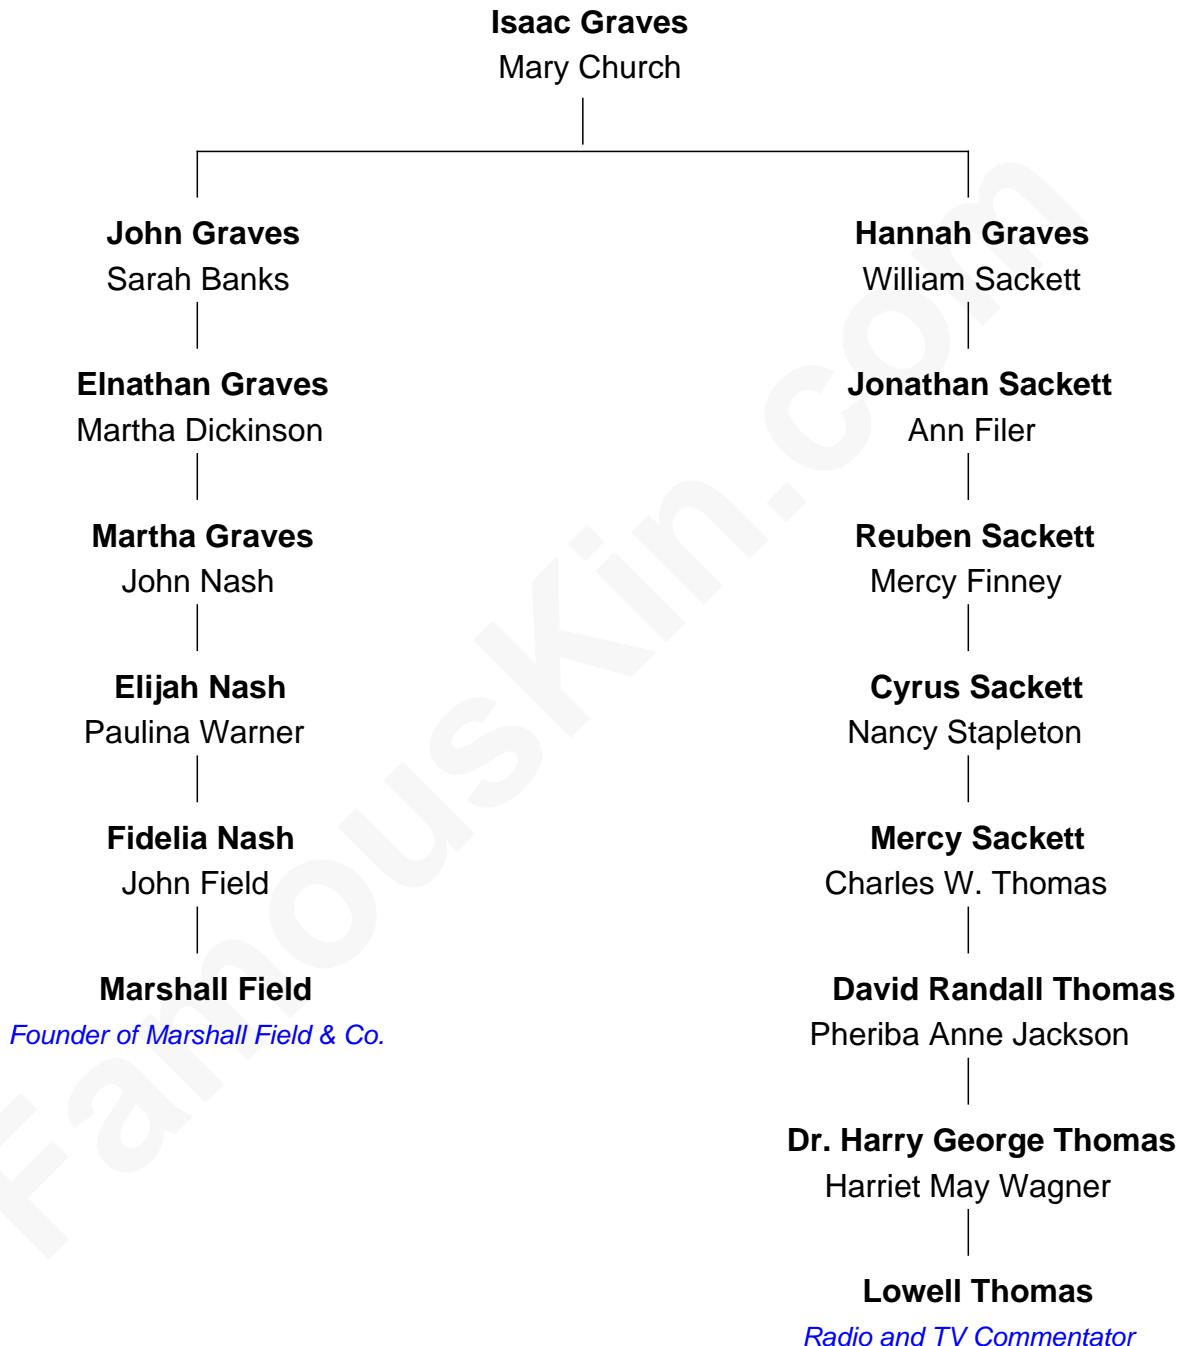 Isaac Graves
Mary Church
John Graves
Sarah Banks
Hannah Graves
William Sackett
Elnathan Graves
Martha Dickinson
Jonathan Sackett
Ann Filer
Martha Graves
John Nash
Reuben Sackett
Mercy Finney
Elijah Nash
Paulina Warner
Cyrus Sackett
Nancy Stapleton
Fidelia Nash
John Field
Mercy Sackett
Charles W. Thomas
Marshall Field
Founder of Marshall Field & Co.
David Randall Thomas
Pheriba Anne Jackson
Dr. Harry George Thomas
Harriet May Wagner
Lowell Thomas
Radio and TV Commentator
FamousKin.com